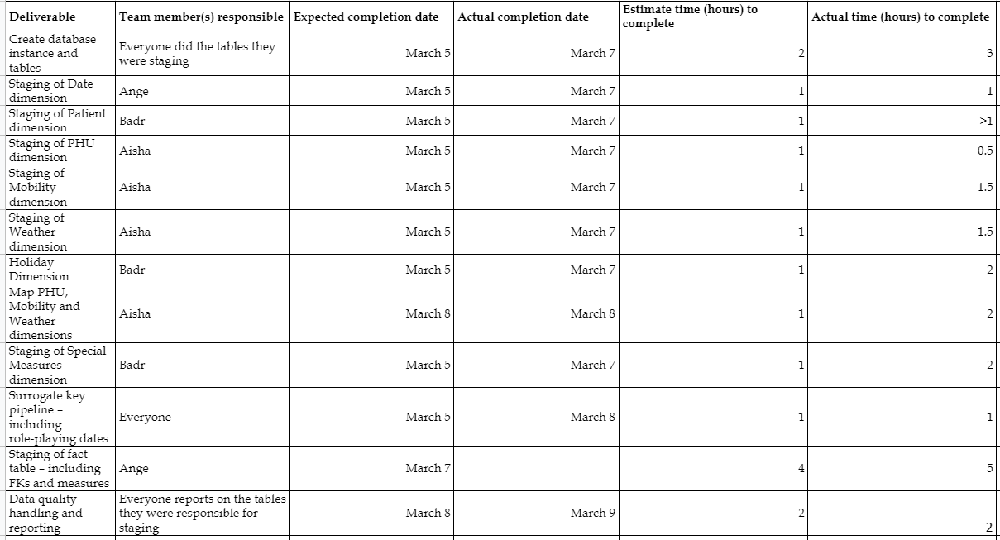 Deliverable Team member(s) responsible Expected completion date Actual completion date Estimate time (hours) to complete Actual time (hours) to complete
Create database
instance and
tables
Everyone did the tables they
were staging
March 5
March 7
2
3
Staging of Date
dimension
Ange
March 5
March 7
1
1
Staging of Patient
dimension
Badr
March 5
March 7
1
>1
Staging of PHU
dimension
Aisha
March 5
March 7
1
0.5
Staging of
Mobility
dimension
Aisha
March 5
March 7
1
1.5
Staging of
Weather
dimension
Aisha
March 5
March 7
1
1.5
Holiday
Dimension
Badr
March 5
March 7
1
2
Map PHU,
Mobility and
Weather
dimensions
Aisha
March 8
March 8
1
2
Staging of Special
Measures
dimension
Badr
March 5
March 7
1
2
Surrogate key
pipeline –
including
role-playing dates
Everyone
March 5
March 8
1
1
Staging of fact
table – including
FKs and measures
Ange
March 7
4
5
Data quality
handling and
reporting
Everyone reports on the tables
they were responsible for
staging
March 8
March 9
2
2